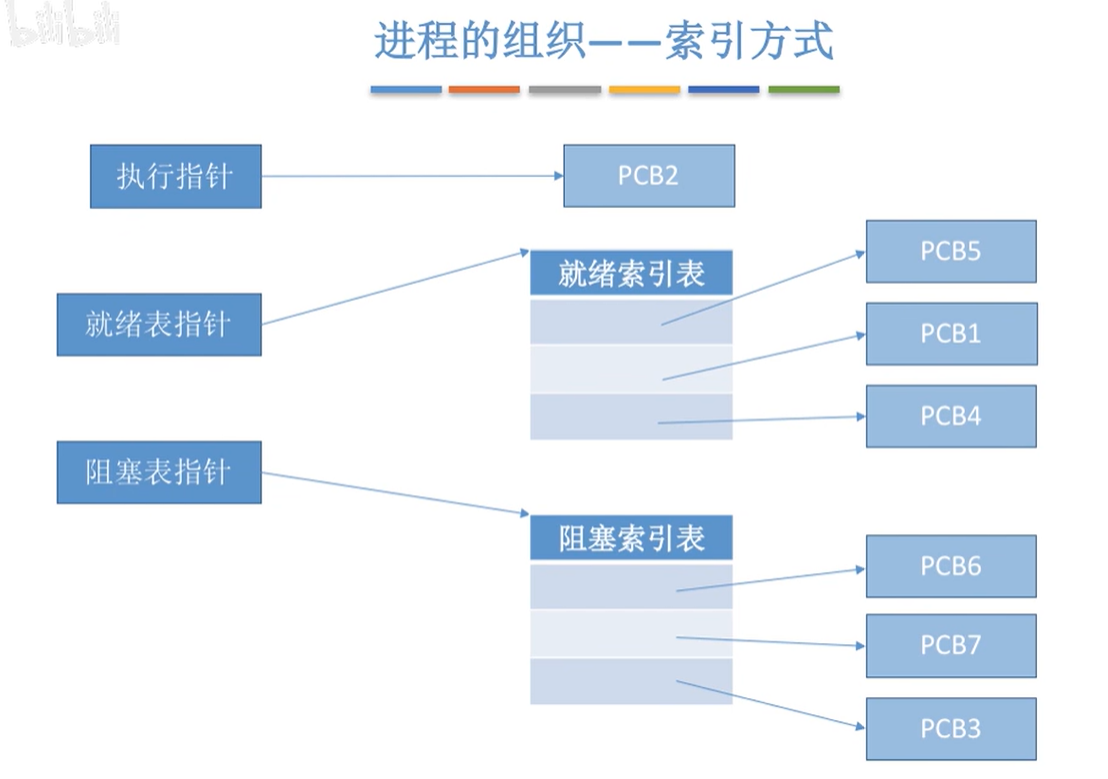 bilibili
进程的组织——索引方式
执行指针
PCB2
就绪表指针
就绪索引表
PCB5
PCB1
PCB4
阻塞表指针
阻塞索引表
PCB6
PCB7
PCB3